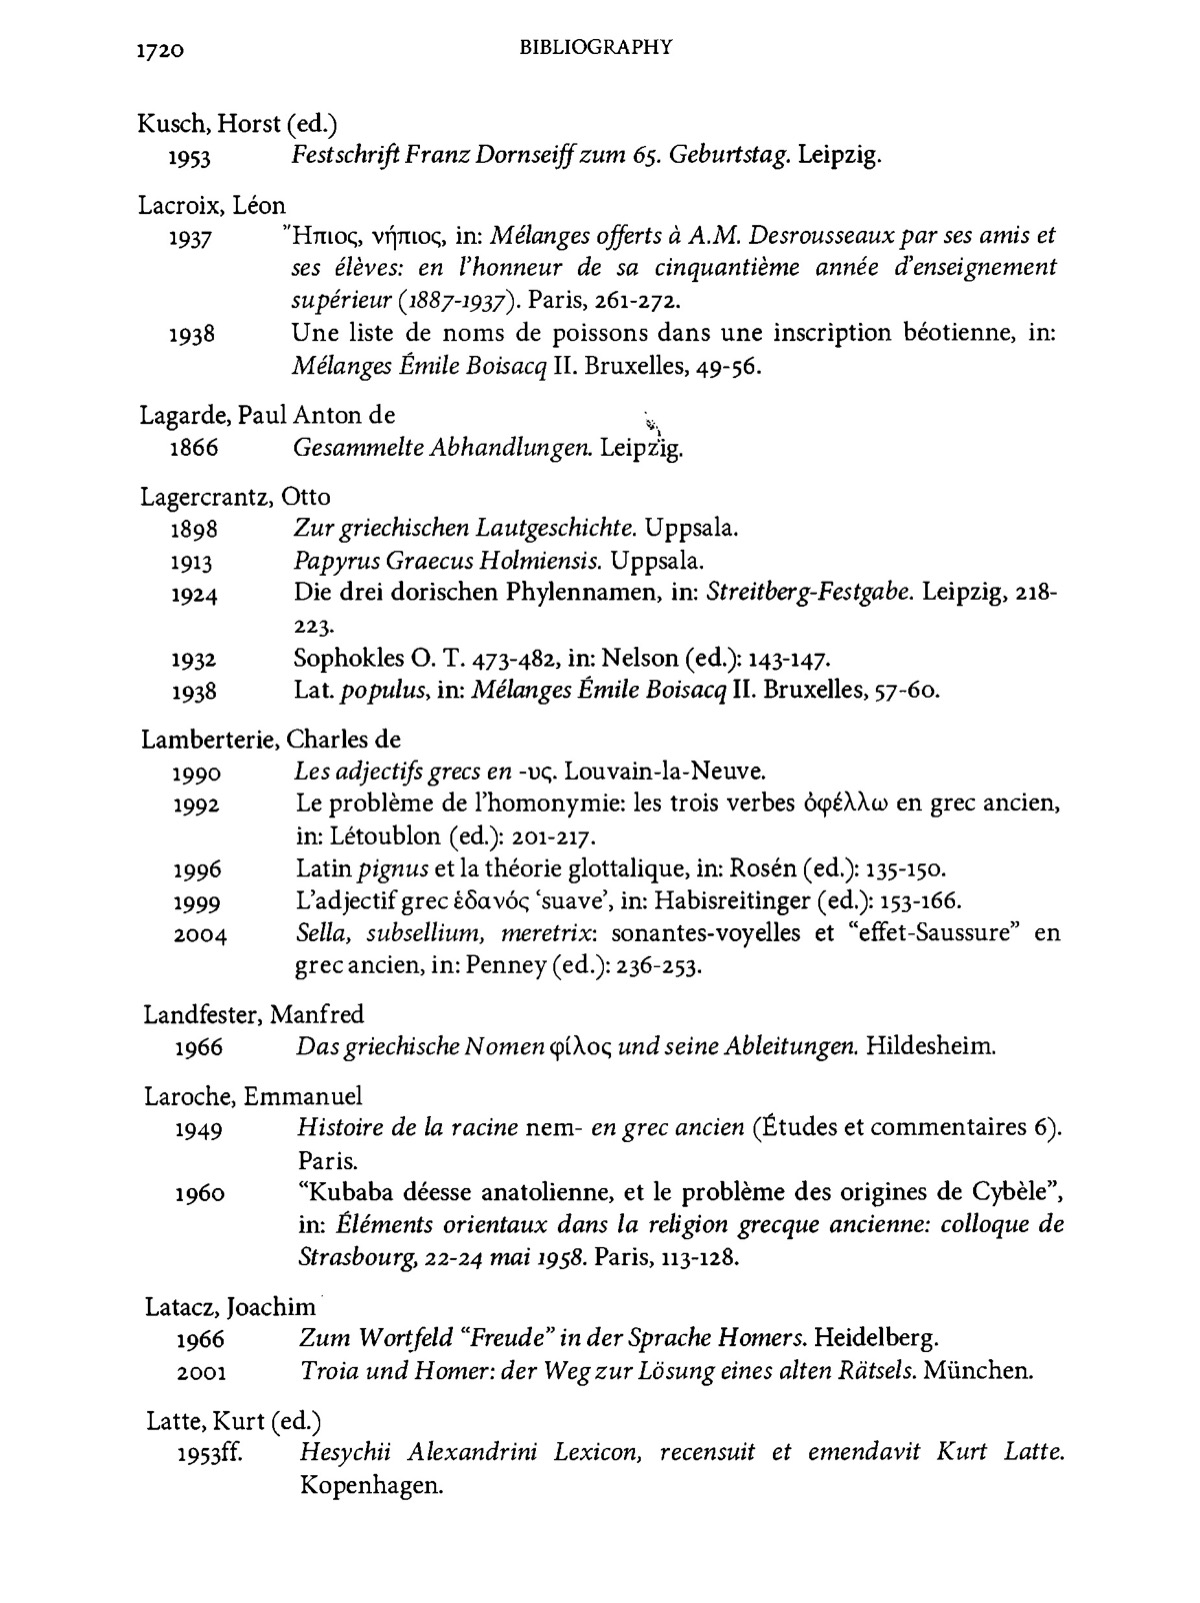 1720 BIBLIOGRAPHY
Kusch, Horst (ed.)
1953 Festschrift Franz Dornseiff zum 65. Geburtstag. Leipzig.
Lacroix, Léon
1937 Ἤπιος, νήπιος, in: Mélanges offerts à A.M. Desrousseaux par ses amis et
ses élèves: en l'honneur de sa cinquantième année d'enseignement
supérieur (1887-1937). Paris, 261-272.
1938 Une liste de noms de poissons dans une inscription béotienne, in:
Mélanges Émile Boisacq II. Bruxelles, 49-56.
Lagarde, Paul Anton de
1866 Gesammelte Abhandlungen. Leipzig.
Lagercrantz, Otto
1898 Zur griechischen Lautgeschichte. Uppsala.
1913 Papyrus Graecus Holmiensis. Uppsala.
1924 Die drei dorischen Phylennamen, in: Streitberg-Festgabe. Leipzig, 218-
223.
1932 Sophokles O. T. 473-482, in: Nelson (ed.): 143-147.
1938 Lat. populus, in: Mélanges Émile Boisacq II. Bruxelles, 57-60.
Lamberterie, Charles de
1990 Les adjectifs grecs en -υς. Louvain-la-Neuve.
1992 Le problème de l'homonymie: les trois verbes ὀφέλλω en grec ancien,
in: Létoublon (ed.): 201-217.
1996 Latin pignus et la théorie glottalique, in: Rosén (ed.): 135-150.
1999 L'adjectif grec ἑδανός ‘suave’, in: Habisreitinger (ed.): 153-166.
2004 Sella, subsellium, meretrix: sonantes-voyelles et “effet-Saussure” en
grec ancien, in: Penney (ed.): 236-253.
Landfester, Manfred
1966 Das griechische Nomen φίλος und seine Ableitungen. Hildesheim.
Laroche, Emmanuel
1949 Histoire de la racine nem- en grec ancien (Études et commentaires 6).
Paris.
1960 “Kubaba déesse anatolienne, et le problème des origines de Cybèle”,
in: Éléments orientaux dans la religion grecque ancienne: colloque de
Strasbourg, 22-24 mai 1958. Paris, 113-128.
Latacz, Joachim
1966 Zum Wortfeld “Freude” in der Sprache Homers. Heidelberg.
2001 Troia und Homer: der Weg zur Lösung eines alten Rätsels. München.
Latte, Kurt (ed.)
1953ff. Hesychii Alexandrini Lexicon, recensuit et emendavit Kurt Latte.
Kopenhagen.